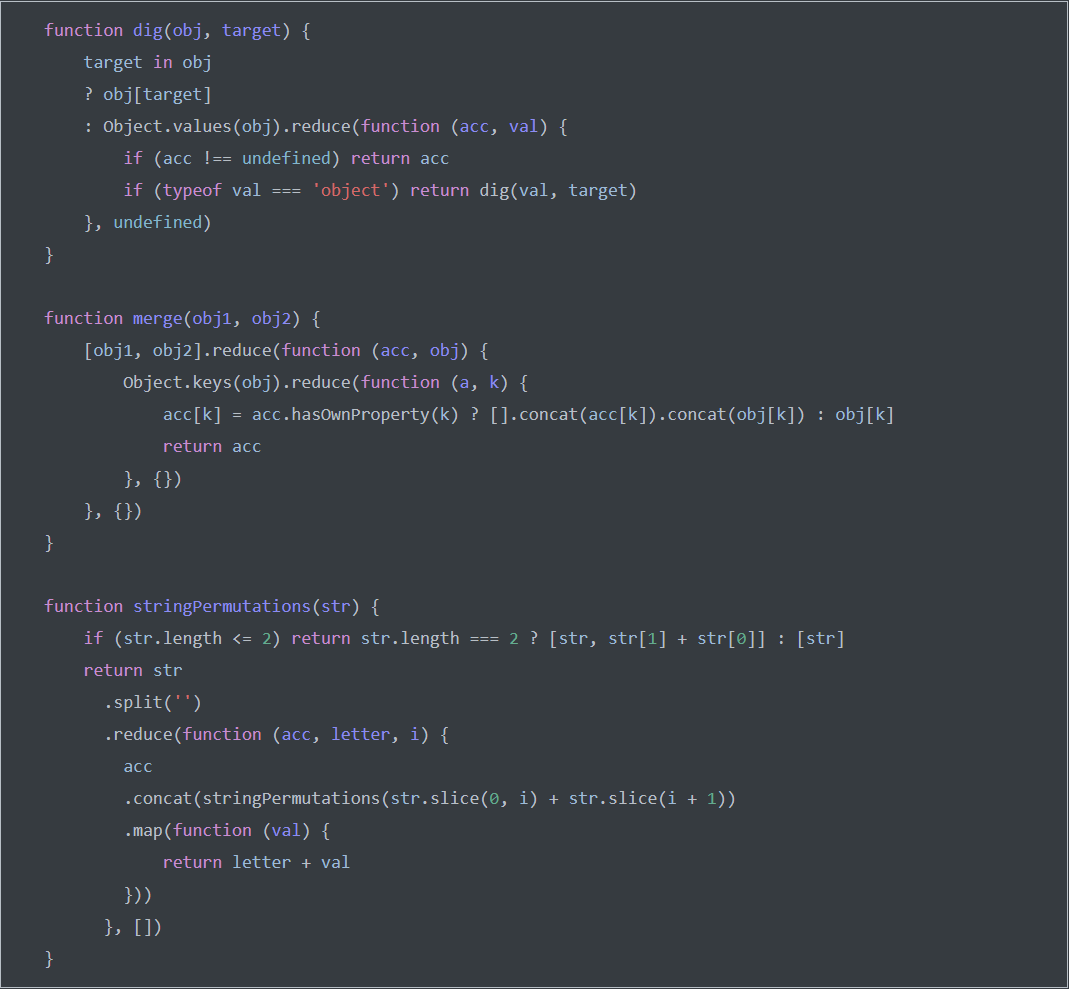 function dig(obj, target) {
    target in obj
    ? obj[target]
    : Object.values(obj).reduce(function (acc, val) {
        if (acc !== undefined) return acc
        if (typeof val === 'object') return dig(val, target)
    }, undefined)
}

function merge(obj1, obj2) {
    [obj1, obj2].reduce(function (acc, obj) {
        Object.keys(obj).reduce(function (a, k) {
            acc[k] = acc.hasOwnProperty(k) ? [].concat(acc[k]).concat(obj[k]) : obj[k]
            return acc
        }, {})
    }, {})
}

function stringPermutations(str) {
    if (str.length <= 2) return str.length === 2 ? [str, str[1] + str[0]] : [str]
    return str
      .split('')
      .reduce(function (acc, letter, i) {
        acc
        .concat(stringPermutations(str.slice(0, i) + str.slice(i + 1))
        .map(function (val) {
            return letter + val
        }))
      }, [])
}